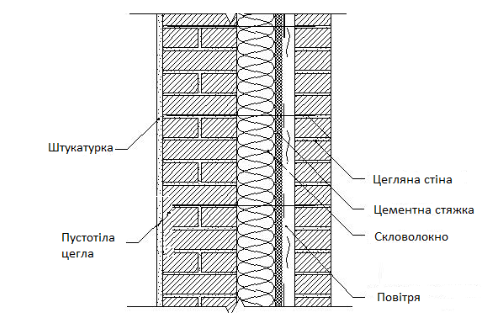 Штукатурка
Пустотіла
цегла
Цегляна стіна
Цементна стяжка
Скловолокно
Повітря